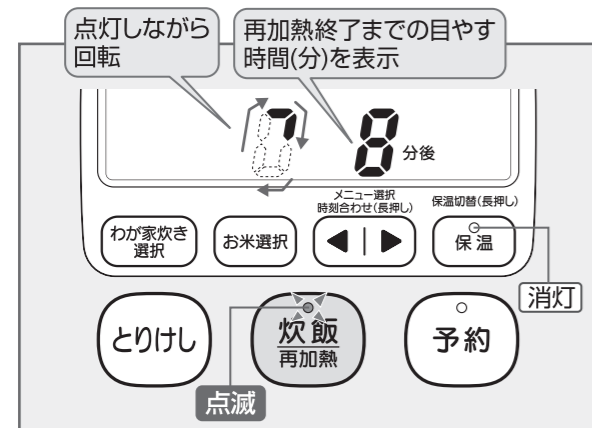 点灯しながら
回転
再加熱終了までの目やす
時間(分)を表示
8
分後
メニュー選択
時刻合わせ(長押し)
保温切替(長押し)
わが家炊き
選択
お米選択
◀|▶
保温
消灯
とりけし
炊飯
再加熱
予約
点滅